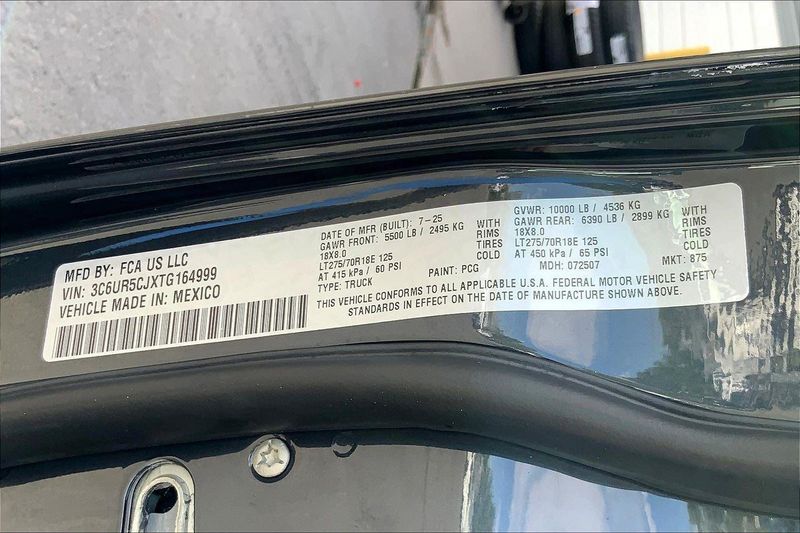 MFD BY: FCA US LLC
VIN: 3C6UR5CJXTG164999
VEHICLE MADE IN: MEXICO
DATE OF MFR (BUILT): 7-25
GAWR FRONT: 5500 LB / 2495 KG WITH
18X8.0 RIMS
LT275/70R18E 125 TIRES
AT 415 kPa / 60 PSI COLD
TYPE: TRUCK PAINT: PCG
GVWR: 10000 LB / 4536 KG
GAWR REAR: 6390 LB / 2899 KG WITH
18X8.0 RIMS
LT275/70R18E 125 TIRES
AT 450 kPa / 65 PSI COLD
MDH: 072507 MKT: 875
THIS VEHICLE CONFORMS TO ALL APPLICABLE U.S.A. FEDERAL MOTOR VEHICLE SAFETY
STANDARDS IN EFFECT ON THE DATE OF MANUFACTURE SHOWN ABOVE.